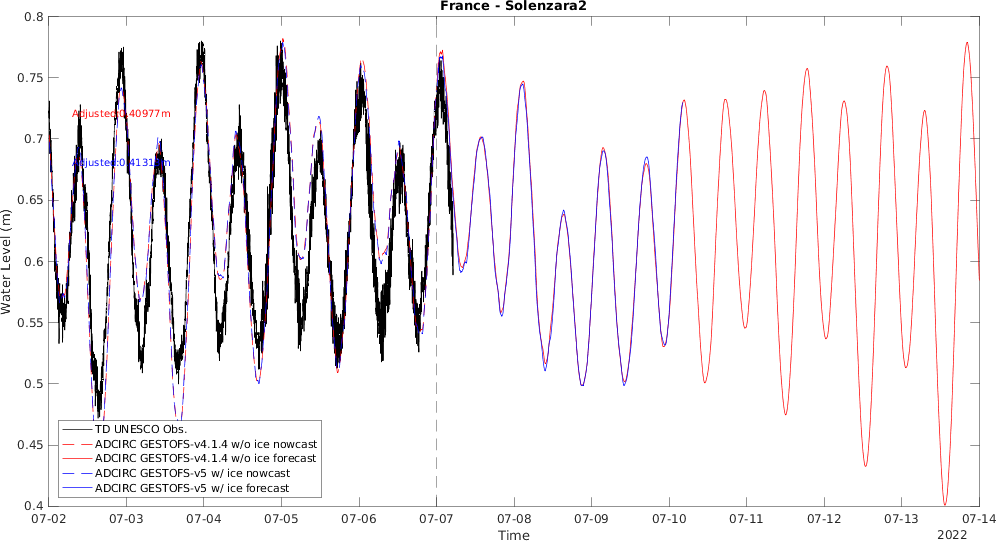 France - Solenzara2
0.8
0.75
0.7
0.65
0.6
0.55
0.5
0.45
0.4
Water Level (m)
Adjusted:0.40977m
TD UNESCO Obs.
ADCIRC GESTOFS-v4.1.4 w/o ice nowcast
ADCIRC GESTOFS-v4.1.4 w/o ice forecast
ADCIRC GESTOFS-v5 w/ ice nowcast
ADCIRC GESTOFS-v5 w/ ice forecast
07-02 07-03 07-04 07-05 07-06 07-07 07-08 07-09 07-10 07-11 07-12 07-13 07-14
Time
2022